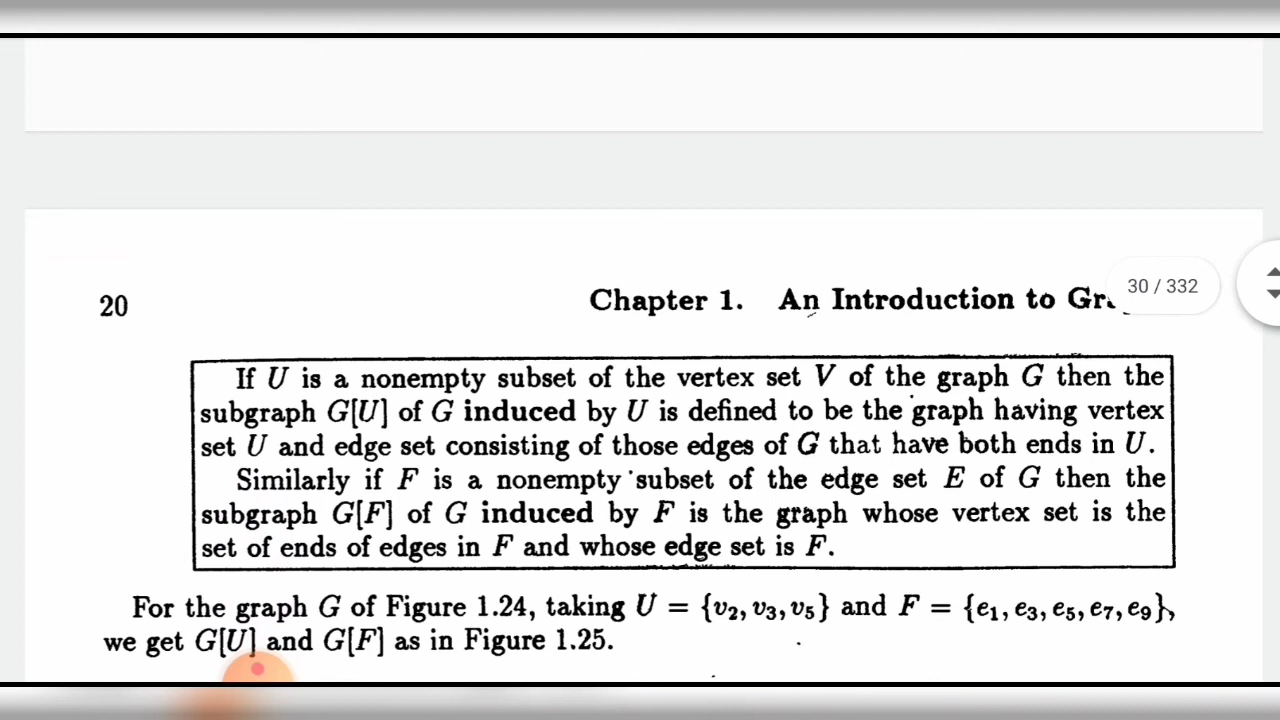 30 / 332
20 Chapter 1. An Introduction to
If U is a nonempty subset of the vertex set V of the graph G then the
subgraph G[U] of G induced by U is defined to be the graph having vertex
set U and edge set consisting of those edges of G that have both ends in U.
Similarly if F is a nonempty subset of the edge set E of G then the
subgraph G[F] of G induced by F is the graph whose vertex set is the
set of ends of edges in F and whose edge set is F.
For the graph G of Figure 1.24, taking U = {v₂, v₃, v₅} and F = {e₁, e₃, e₅, e₇, e₉},
we get G[U] and G[F] as in Figure 1.25.